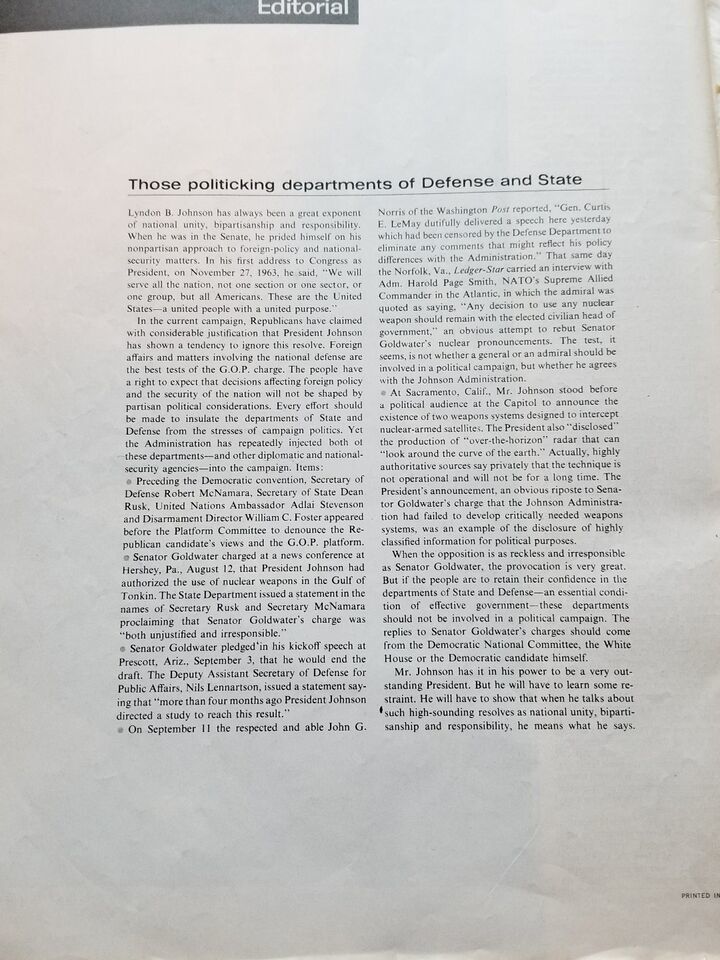 Editorial
Those politicking departments of Defense and State
Lyndon B. Johnson has always been a great exponent
of national unity, bipartisanship and responsibility.
When he was in the Senate, he prided himself on his
nonpartisan approach to foreign-policy and national-
security matters. In his first address to Congress as
President, on November 27, 1963, he said, “We will
serve all the nation, not one section or one sector, or
one group, but all Americans. These are the United
States—a united people with a united purpose.”
In the current campaign, Republicans have claimed
with considerable justification that President Johnson
has shown a tendency to ignore this resolve. Foreign
affairs and matters involving the national defense are
the best tests of the G.O.P. charge. The people have
a right to expect that decisions affecting foreign policy
and the security of the nation will not be shaped by
partisan political considerations. Every effort should
be made to insulate the departments of State and
Defense from the stresses of campaign politics. Yet
the Administration has repeatedly injected both of
these departments—and other diplomatic and national-
security agencies—into the campaign. Items:
● Preceding the Democratic convention, Secretary of
Defense Robert McNamara, Secretary of State Dean
Rusk, United Nations Ambassador Adlai Stevenson
and Disarmament Director William C. Foster appeared
before the Platform Committee to denounce the Re-
publican candidate's views and the G.O.P. platform.
● Senator Goldwater charged at a news conference at
Hershey, Pa., August 12, that President Johnson had
authorized the use of nuclear weapons in the Gulf of
Tonkin. The State Department issued a statement in the
names of Secretary Rusk and Secretary McNamara
proclaiming that Senator Goldwater's charge was
“both unjustified and irresponsible.”
● Senator Goldwater pledged in his kickoff speech at
Prescott, Ariz., September 3, that he would end the
draft. The Deputy Assistant Secretary of Defense for
Public Affairs, Nils Lennartson, issued a statement say-
ing that “more than four months ago President Johnson
directed a study to reach this result.”
● On September 11 the respected and able John G.
Norris of the Washington Post reported, “Gen. Curtis
E. LeMay dutifully delivered a speech here yesterday
which had been censored by the Defense Department to
eliminate any comments that might reflect his policy
differences with the Administration.” That same day
the Norfolk, Va., Ledger-Star carried an interview with
Adm. Harold Page Smith, NATO's Supreme Allied
Commander in the Atlantic, in which the admiral was
quoted as saying, “Any decision to use any nuclear
weapon should remain with the elected civilian head of
government,” an obvious attempt to rebut Senator
Goldwater's nuclear pronouncements. The test, it
seems, is not whether a general or an admiral should be
involved in a political campaign, but whether he agrees
with the Johnson Administration.
● At Sacramento, Calif., Mr. Johnson stood before
a political audience at the Capitol to announce the
existence of two weapons systems designed to intercept
nuclear-armed satellites. The President also “disclosed”
the production of “over-the-horizon” radar that can
“look around the curve of the earth.” Actually, highly
authoritative sources say privately that the technique is
not operational and will not be for a long time. The
President's announcement, an obvious riposte to Sena-
tor Goldwater's charge that the Johnson Administra-
tion had failed to develop critically needed weapons
systems, was an example of the disclosure of highly
classified information for political purposes.
When the opposition is as reckless and irresponsible
as Senator Goldwater, the provocation is very great.
But if the people are to retain their confidence in the
departments of State and Defense—an essential condi-
tion of effective government—these departments
should not be involved in a political campaign. The
replies to Senator Goldwater's charges should come
from the Democratic National Committee, the White
House or the Democratic candidate himself.
Mr. Johnson has it in his power to be a very out-
standing President. But he will have to learn some re-
straint. He will have to show that when he talks about
such high-sounding resolves as national unity, biparti-
sanship and responsibility, he means what he says.
PRINTED IN